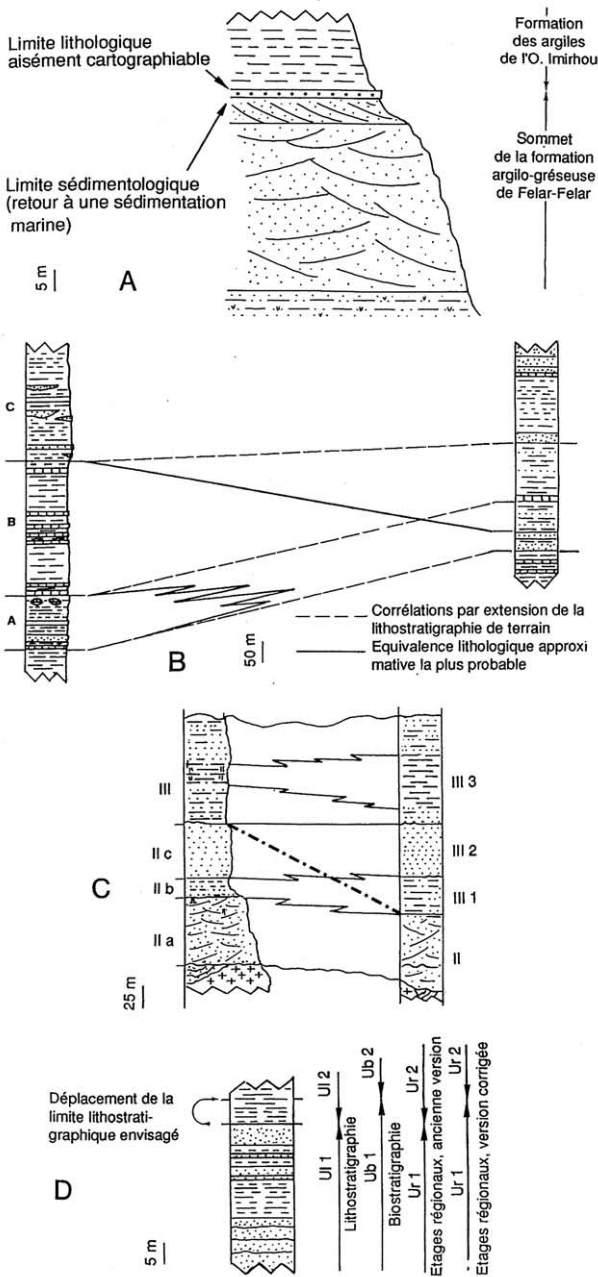 Limite lithologique
aisément cartographiable
Limite sédimentologique
(retour à une sédimentation
marine)
Formation
des argiles
de l'O. Imirhou
Sommet
de la formation
argilo-gréseuse
de Felar-Felar
5 m
A
C
B
A
B
50 m
Corrélations par extension de la
lithostratigraphie de terrain
Equivalence lithologique approxi
mative la plus probable
III
II c
II b
II a
C
25 m
III 3
III 2
III 1
II
Déplacement de la
limite lithostrati-
graphique envisagé
D
5 m
Ul 1
Ul 2
Lithostratigraphie
Ub 1
Ub 2
Biostratigraphie
Ur 1
Ur 2
Etages régionaux, ancienne version
Ur 1
Ur 2
Etages régionaux, version corrigée